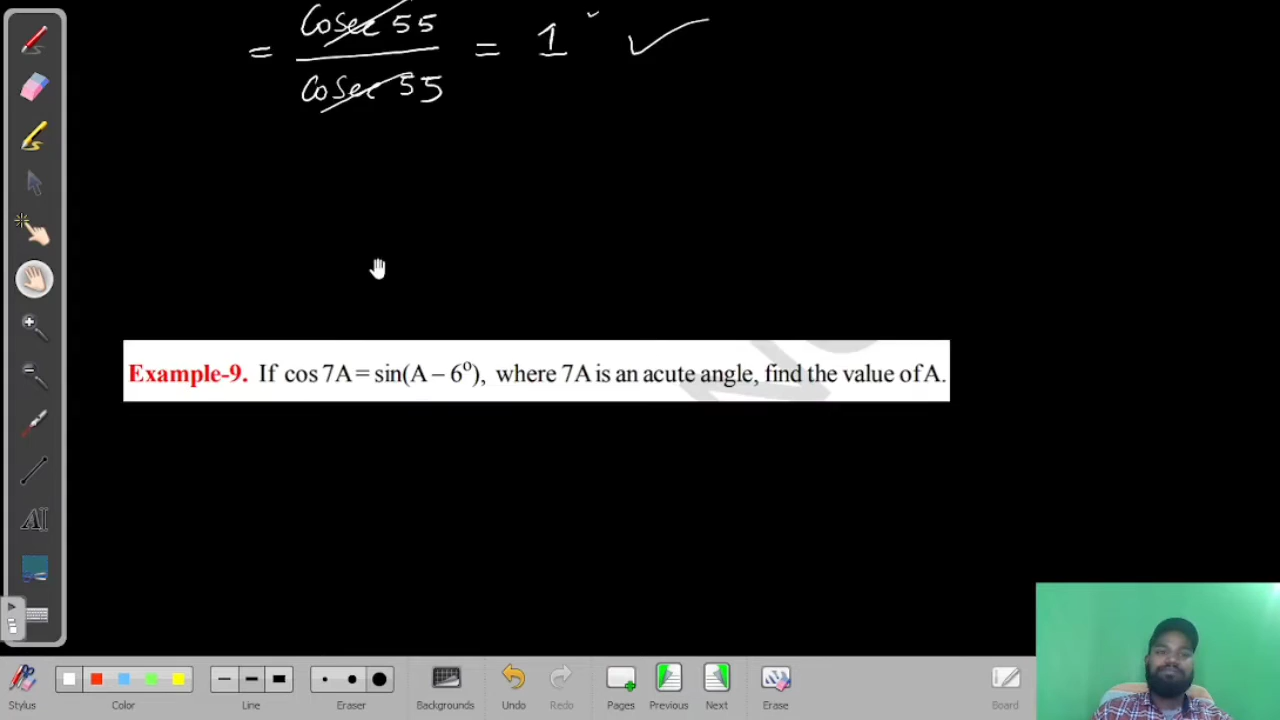 = Cosec 55 / Cosec 55 = 1 ✓
Example-9. If cos 7A = sin(A – 6°), where 7A is an acute angle, find the value of A.
AI
Stylus Color Line Eraser Backgrounds Undo Redo Pages Previous Next Erase Board